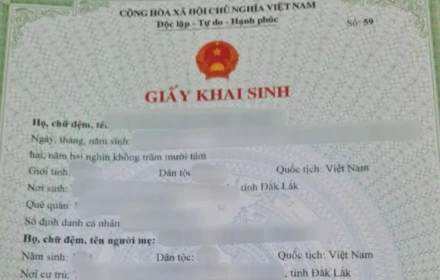 CỘNG HÒA XÃ HỘI CHỦ NGHĨA VIỆT NAM
Độc lập - Tự do - Hạnh phúc
Số: 59
GIẤY KHAI SINH
Họ, chữ đệm, tên:
Ngày, tháng, năm sinh:
hai, năm hai nghìn không trăm mười tám
Giới tính: Dân tộc Quốc tịch: Việt Nam
Nơi sinh: tỉnh Đắk Lắk
Quê quán:
Số định danh cá nhân
Họ, chữ đệm, tên người mẹ:
Năm sinh: Dân tộc: Quốc tịch: Việt Nam
Nơi cư trú: , tỉnh Đắk Lắk